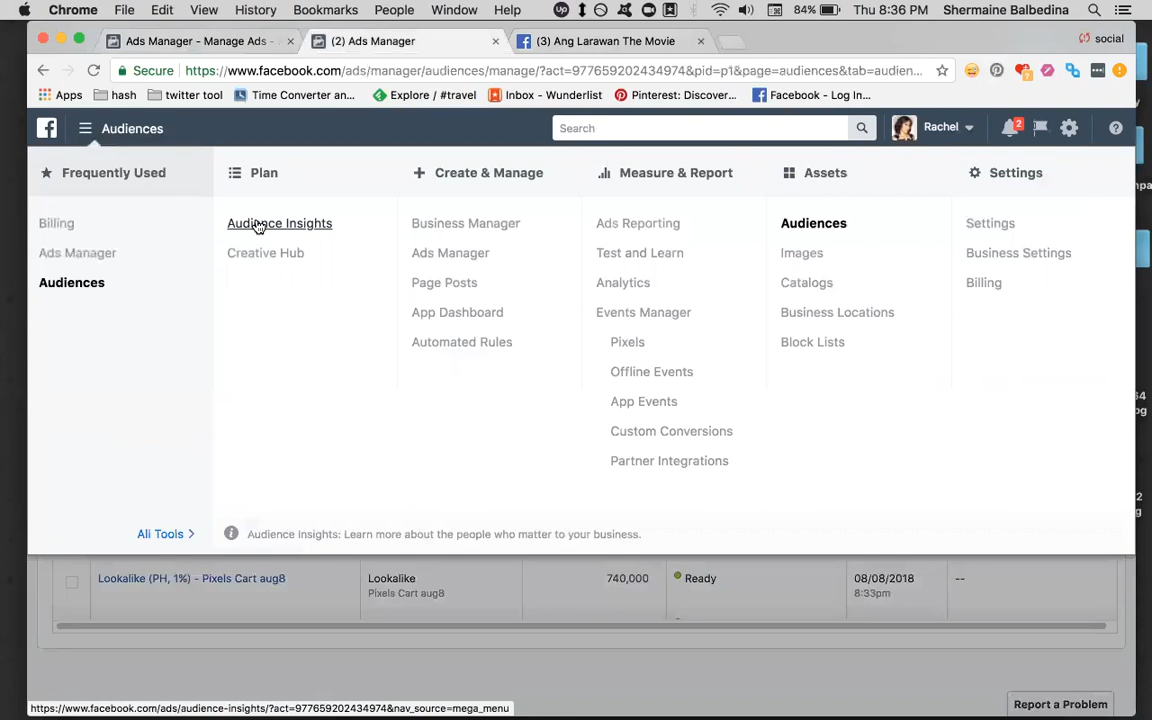 Chrome File Edit View History Bookmarks People Window Help 84% Thu 8:36 PM Shermaine Balbedina
Ads Manager - Manage Ads - (2) Ads Manager (3) Ang Larawan The Movie social
Secure https://www.facebook.com/ads/manager/audiences/manage/?act=977659202434974&pid=p1&page=audiences&tab=audien...
Apps hash twitter tool Time Converter an... Explore / #travel Inbox - Wunderlist Pinterest: Discover... Facebook - Log In...
Audiences Search Rachel 2
Frequently Used Plan Create & Manage Measure & Report Assets Settings
Billing Audience Insights Business Manager Ads Reporting Audiences Settings
Ads Manager Creative Hub Ads Manager Test and Learn Images Business Settings
Audiences Page Posts Analytics Catalogs Billing
App Dashboard Events Manager Business Locations
Automated Rules Pixels Block Lists
Offline Events
App Events
Custom Conversions
Partner Integrations
All Tools Audience Insights: Learn more about the people who matter to your business.
Lookalike (PH, 1%) - Pixels Cart aug8 Lookalike 740,000 Ready 08/08/2018 --
Pixels Cart aug8 8:33pm
Report a Problem
https://www.facebook.com/ads/audience-insights/?act=977659202434974&nav_source=mega_menu